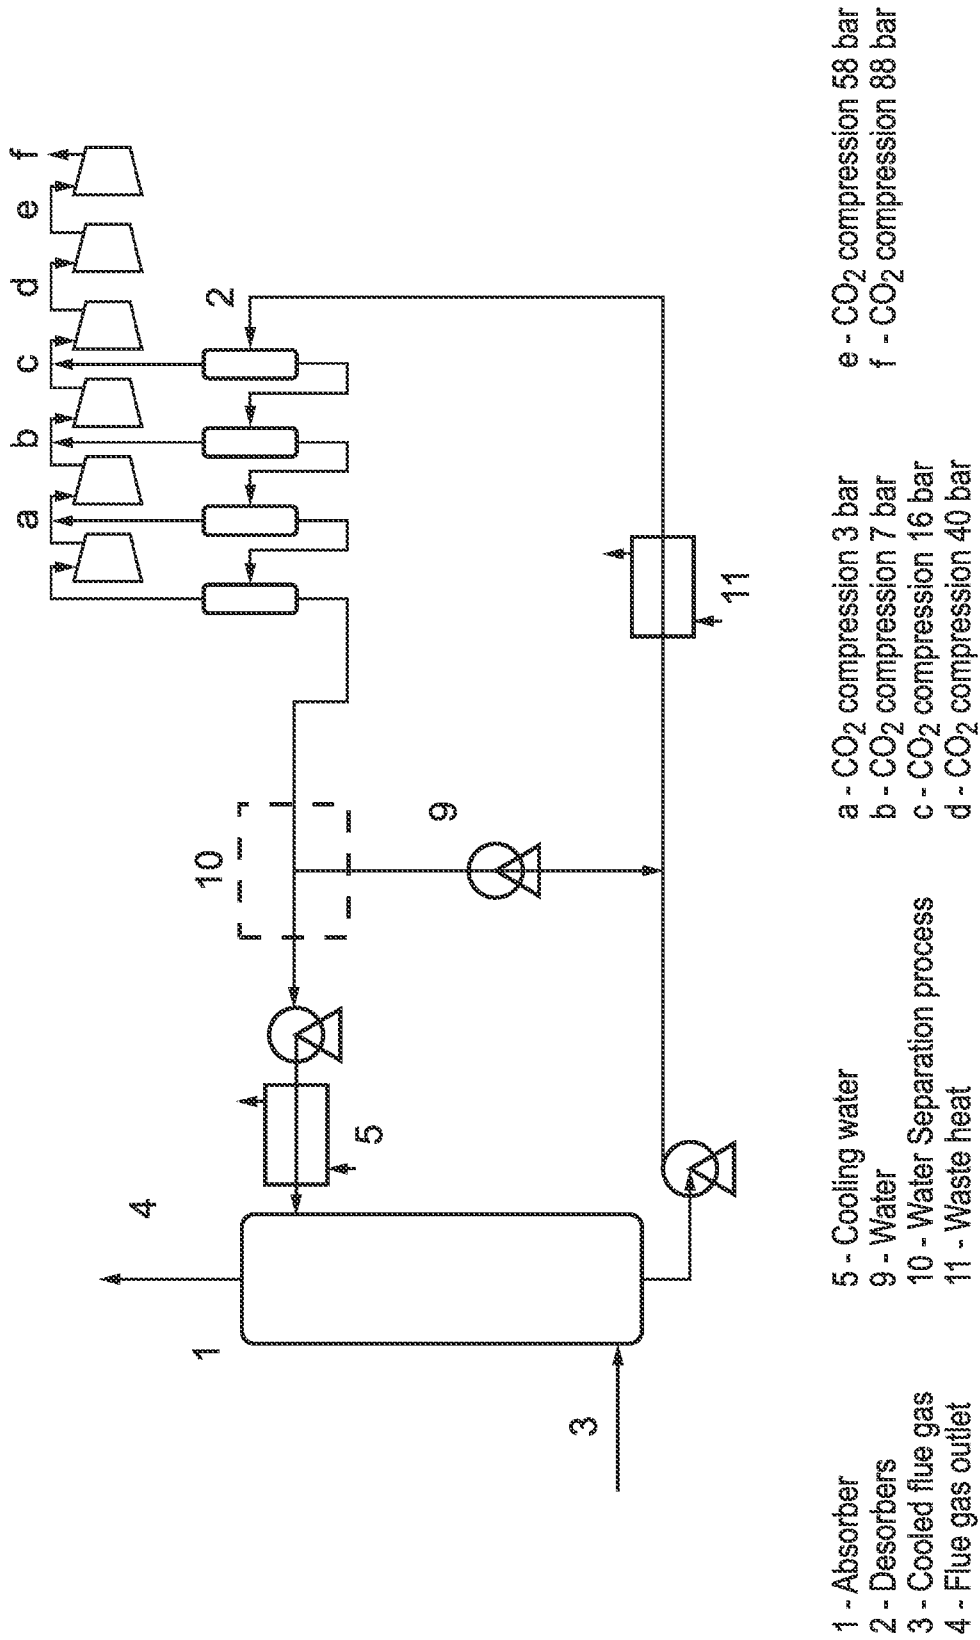 a
b
c
d
e
f
2
10
9
11
5
4
1
3
1 - Absorber
2 - Desorbers
3 - Cooled flue gas
4 - Flue gas outlet
5 - Cooling water
9 - Water
10 - Water Separation process
11 - Waste heat
a - CO₂ compression 3 bar
b - CO₂ compression 7 bar
c - CO₂ compression 16 bar
d - CO₂ compression 40 bar
e - CO₂ compression 58 bar
f - CO₂ compression 88 bar